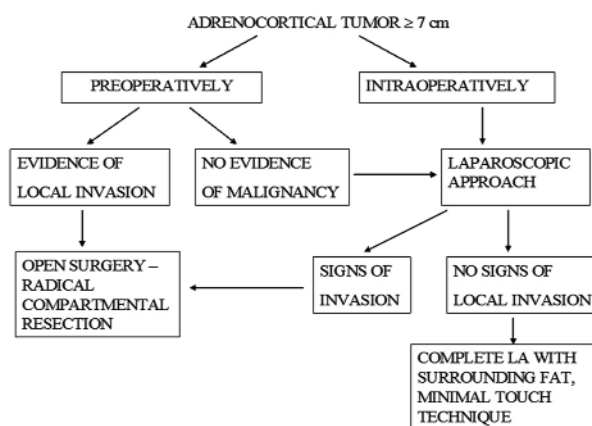 ADRENOCORTICAL TUMOR ≥ 7 cm
PREOPERATIVELY
INTRAOPERATIVELY
EVIDENCE OF
LOCAL INVASION
NO EVIDENCE
OF MALIGNANCY
LAPAROSCOPIC
APPROACH
OPEN SURGERY –
RADICAL
COMPARTMENTAL
RESECTION
SIGNS OF
INVASION
NO SIGNS OF
LOCAL INVASION
COMPLETE LA WITH
SURROUNDING FAT,
MINIMAL TOUCH
TECHNIQUE